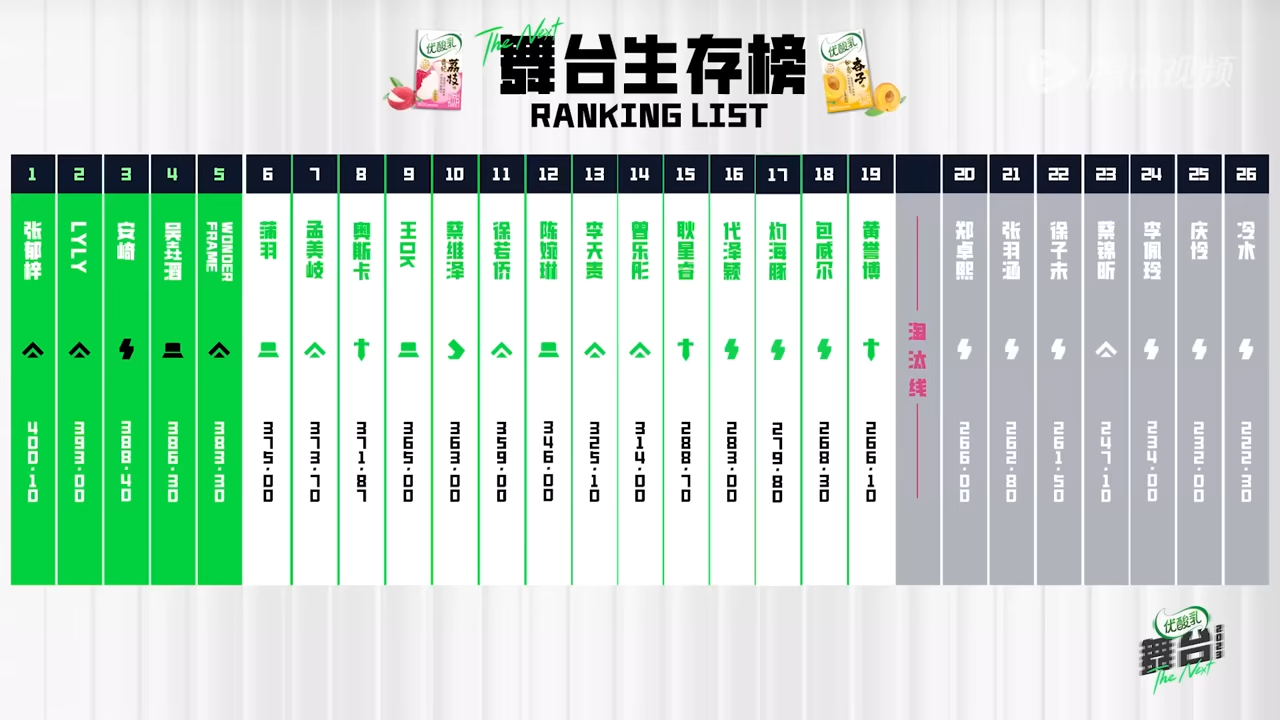 The Next
舞台生存榜
RANKING LIST
优酸乳
荔枝
优酸乳
杏子
视频
1
张郁梓
400.10
2
LYLY
393.00
3
安崎
388.40
4
386.30
5
WONDER FRAME
383.30
6
蒲羽
375.00
7
孟美岐
373.70
8
奥斯卡
371.87
9
王OK
365.00
10
蔡维泽
363.00
11
徐若侨
359.00
12
陈婉琳
346.00
13
李天责
325.10
14
曾乐彤
314.00
15
耿星睿
288.70
16
代泽颖
283.00
17
灼海豚
279.80
18
包威尔
268.30
19
黄誉博
266.10
淘汰线
20
郑卓熙
266.00
21
张羽涵
262.80
22
徐子未
261.50
23
蔡锦昕
247.10
24
李佩玲
234.00
25
庆怜
232.00
26
冷水
222.30
优酸乳
舞台
2023
The Next